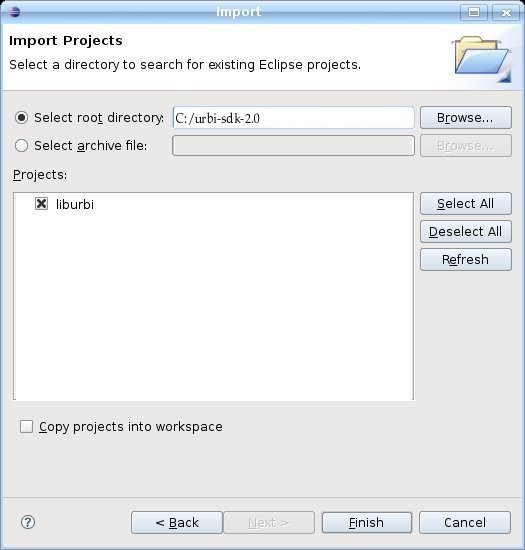 Import
Import Projects
Select a directory to search for existing Eclipse projects.
Select root directory: C:/urbi-sdk-2.0 Browse...
Select archive file: Browse...
Projects:
liburbi
Select All
Deselect All
Refresh
Copy projects into workspace
? < Back Next > Finish Cancel